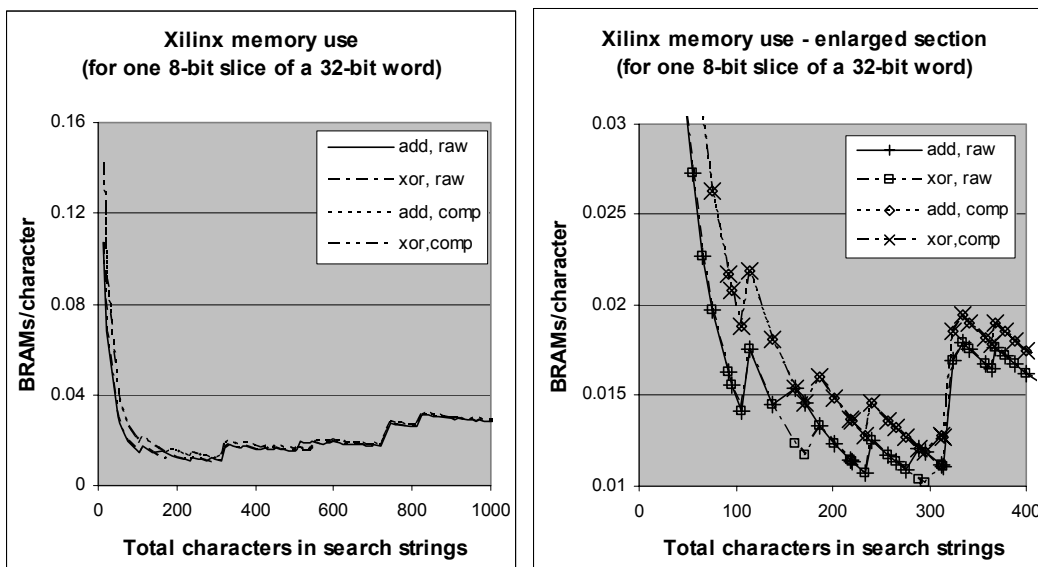 Xilinx memory use
(for one 8-bit slice of a 32-bit word)
0.16
0.12
0.08
0.04
0
BRAMs/character
add, raw
xor, raw
add, comp
xor,comp
0
200
400
600
800
1000
Total characters in search strings
Xilinx memory use - enlarged section
(for one 8-bit slice of a 32-bit word)
0.03
0.025
0.02
0.015
0.01
BRAMs/character
add, raw
xor, raw
add, comp
xor,comp
0
100
200
300
400
Total characters in search strings